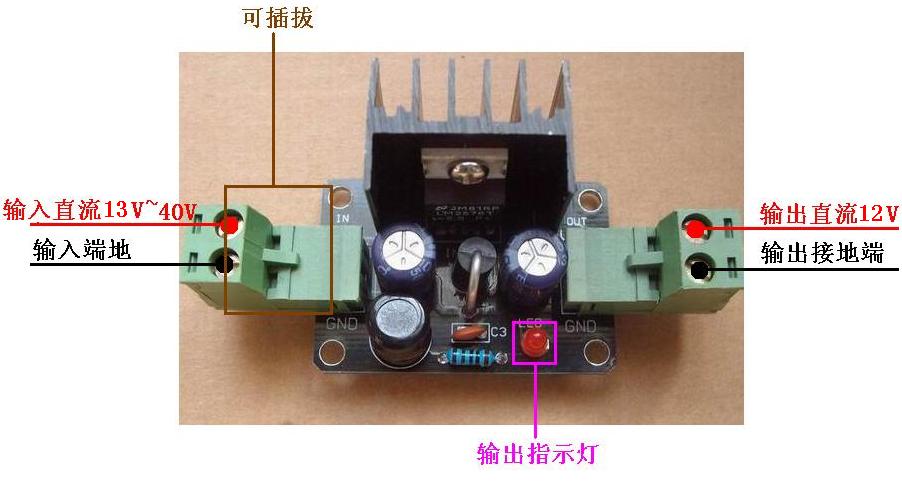 可插拔
输入直流13V~40V
输入端地
输出直流12V
输出接地端
IN
OUT
LM2576T
GND
GND
LED
C3
输出指示灯